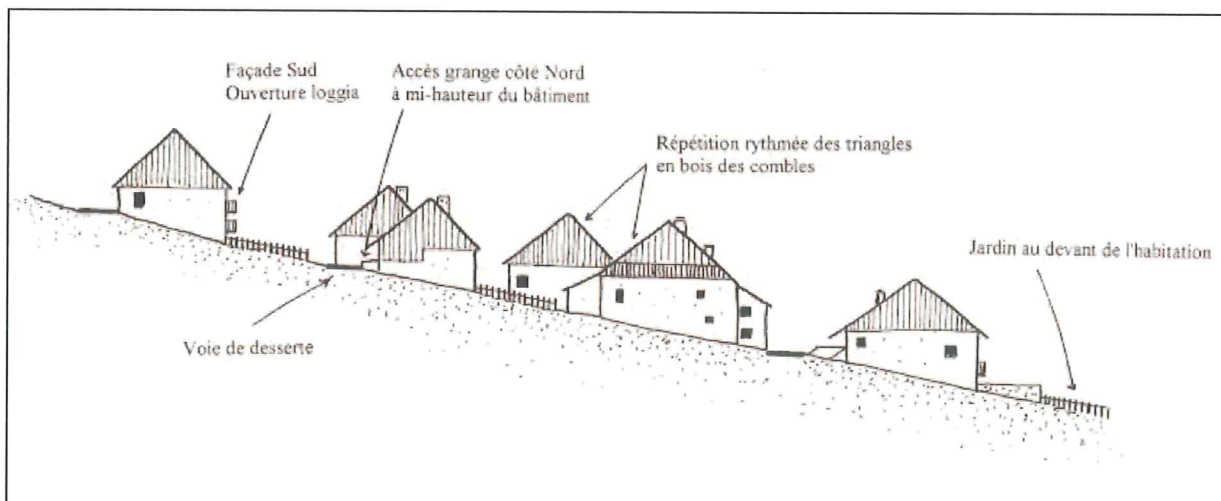 Façade Sud
Ouverture loggia
Accès grange côté Nord
à mi-hauteur du bâtiment
Répétition rythmée des triangles
en bois des combles
Jardin au devant de l'habitation
Voie de desserte